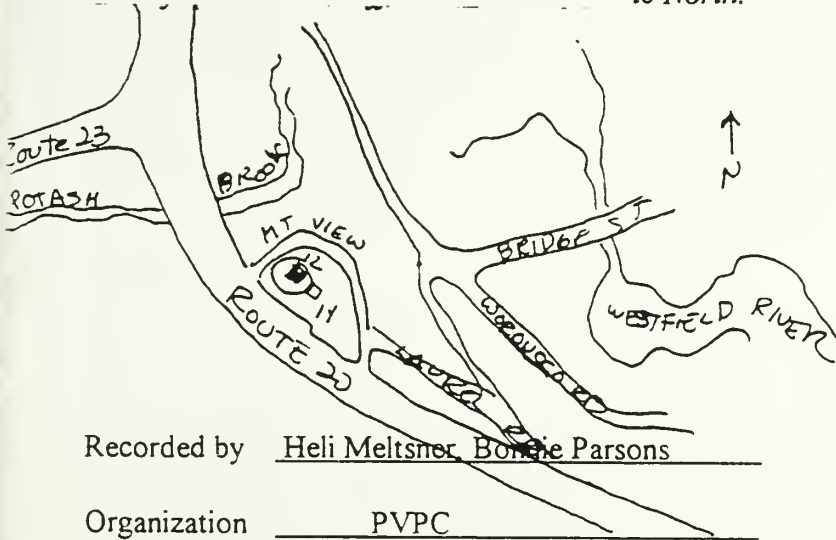 to North.
Route 23
POTASH
BROOK
MT VIEW
12
14
ROUTE 20
LAUREL
BRIDGE ST
WORONOCO RD
WESTFIELD RIVER
N
Recorded by Heli Meltsner, Bonnie Parsons
Organization PVPC